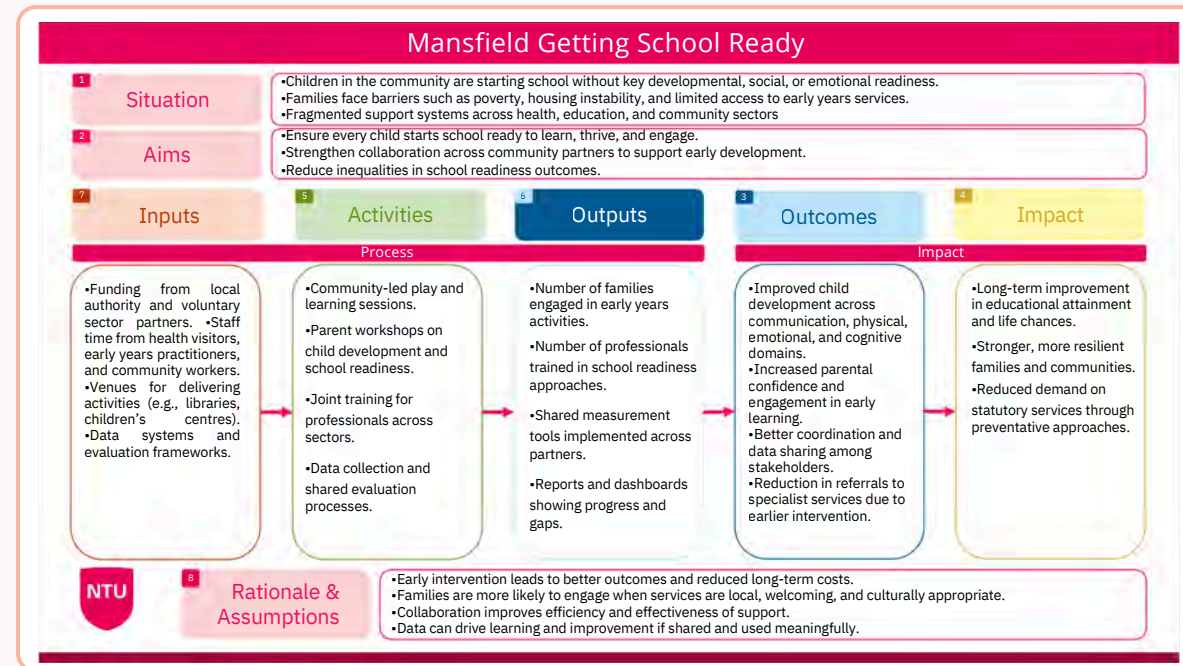 Mansfield Getting School Ready
1
Situation
•Children in the community are starting school without key developmental, social, or emotional readiness.
•Families face barriers such as poverty, housing instability, and limited access to early years services.
•Fragmented support systems across health, education, and community sectors
2
Aims
•Ensure every child starts school ready to learn, thrive, and engage.
•Strengthen collaboration across community partners to support early development.
•Reduce inequalities in school readiness outcomes.
7
Inputs
5
Activities
6
Outputs
3
Outcomes
4
Impact
Process
Impact
•Funding from local
authority and voluntary
sector partners. •Staff
time from health visitors,
early years practitioners,
and community workers.
•Venues for delivering
activities (e.g., libraries,
children's centres).
•Data systems and
evaluation frameworks.
•Community-led play and
learning sessions.
•Parent workshops on
child development and
school readiness.
•Joint training for
professionals across
sectors.
•Data collection and
shared evaluation
processes.
•Number of families
engaged in early years
activities.
•Number of professionals
trained in school readiness
approaches.
•Shared measurement
tools implemented across
partners.
•Reports and dashboards
showing progress and
gaps.
•Improved child
development across
communication, physical,
emotional, and cognitive
domains.
•Increased parental
confidence and
engagement in early
learning.
•Better coordination and
data sharing among
stakeholders.
•Reduction in referrals to
specialist services due to
earlier intervention.
•Long-term improvement
in educational attainment
and life chances.
•Stronger, more resilient
families and communities.
•Reduced demand on
statutory services through
preventative approaches.
NTU
8
Rationale &
Assumptions
•Early intervention leads to better outcomes and reduced long-term costs.
•Families are more likely to engage when services are local, welcoming, and culturally appropriate.
•Collaboration improves efficiency and effectiveness of support.
•Data can drive learning and improvement if shared and used meaningfully.